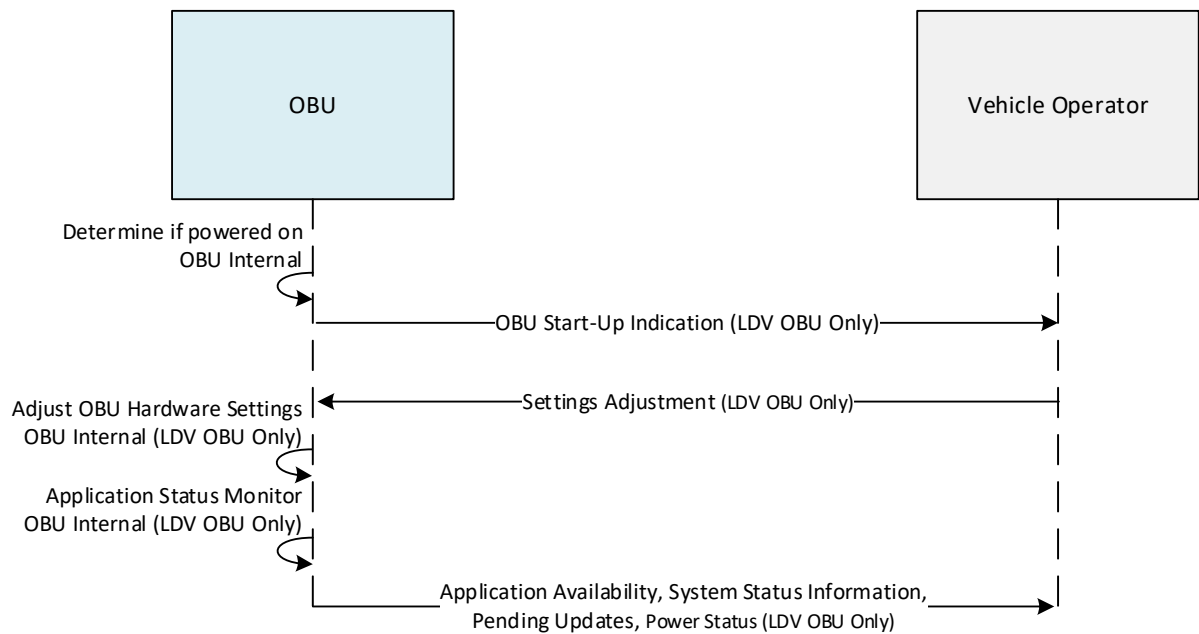 OBU
Vehicle Operator
Determine if powered on
OBU Internal
OBU Start-Up Indication (LDV OBU Only)
Settings Adjustment (LDV OBU Only)
Adjust OBU Hardware Settings
OBU Internal (LDV OBU Only)
Application Status Monitor
OBU Internal (LDV OBU Only)
Application Availability, System Status Information,
Pending Updates, Power Status (LDV OBU Only)